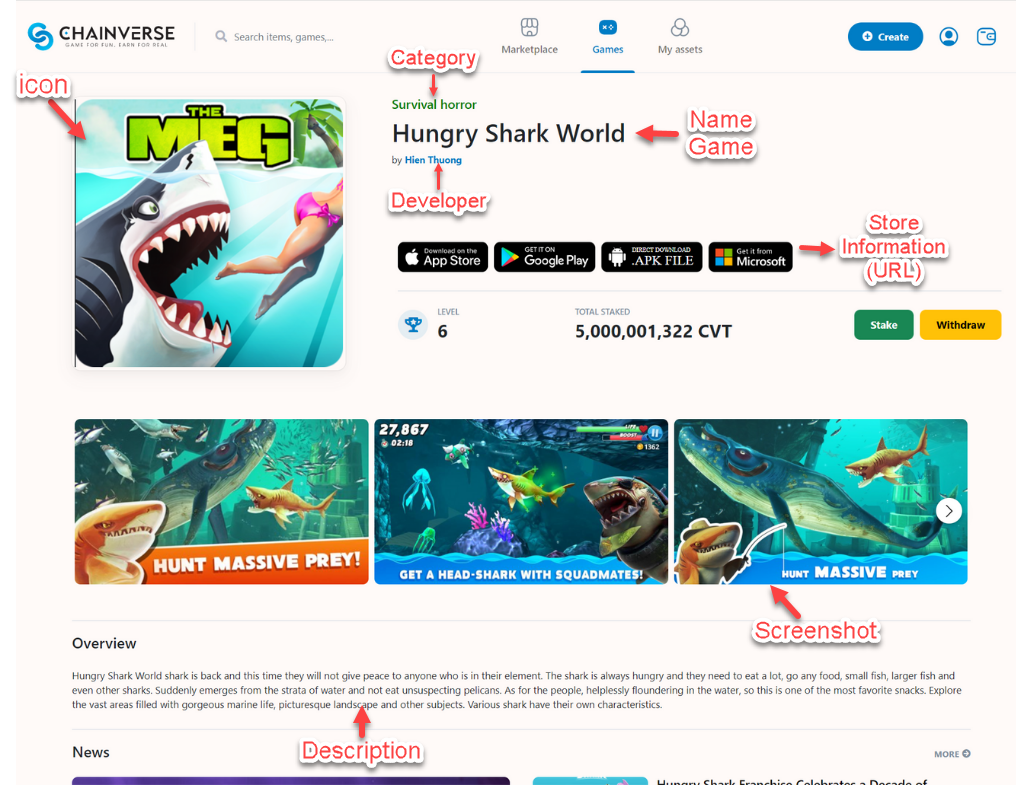 CHAINVERSE
GAME FOR FUN, EARN FOR REAL
Search items, games,...
Marketplace
Games
My assets
Create
Category
icon
Survival horror
Hungry Shark World
Name
Game
by Hien Thuong
Developer
THE
MEG
Download on the
App Store
GET IT ON
Google Play
DIRECT DOWNLOAD
.APK FILE
Get it from
Microsoft
Store
Information
(URL)
LEVEL
6
TOTAL STAKED
5,000,001,322 CVT
Stake
Withdraw
HUNT MASSIVE PREY!
27,867
02:18
LIFE
BOOST
1362
GET A HEAD-SHARK WITH SQUADMATES!
HUNT MASSIVE PREY
Screenshot
Overview
Hungry Shark World shark is back and this time they will not give peace to anyone who is in their element. The shark is always hungry and they need to eat a lot, go any food, small fish, larger fish and
even other sharks. Suddenly emerges from the strata of water and not eat unsuspecting pelicans. As for the people, helplessly floundering in the water, so this is one of the most favorite snacks. Explore
the vast areas filled with gorgeous marine life, picturesque landscape and other subjects. Various shark have their own characteristics.
Description
News
MORE
Hungry Shark Franchise Celebrates a Decade of